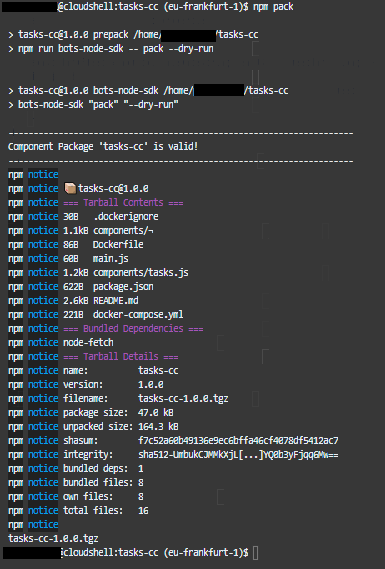 @cloudshell:tasks-cc (eu-frankfurt-1)$ npm pack
> tasks-cc@1.0.0 prepack /home/ /tasks-cc
> npm run bots-node-sdk -- pack --dry-run
> tasks-cc@1.0.0 bots-node-sdk /home/ /tasks-cc
> bots-node-sdk "pack" "--dry-run"
---------------------------------------------------------------------
Component Package 'tasks-cc' is valid!
---------------------------------------------------------------------
npm notice
npm notice 📦 tasks-cc@1.0.0
npm notice === Tarball Contents ===
npm notice 30B .dockerignore
npm notice 1.1kB components/¬
npm notice 86B Dockerfile
npm notice 60B main.js
npm notice 1.2kB components/tasks.js
npm notice 622B package.json
npm notice 2.6kB README.md
npm notice 221B docker-compose.yml
npm notice === Bundled Dependencies ===
npm notice node-fetch
npm notice === Tarball Details ===
npm notice name: tasks-cc
npm notice version: 1.0.0
npm notice filename: tasks-cc-1.0.0.tgz
npm notice package size: 47.0 kB
npm notice unpacked size: 164.3 kB
npm notice shasum: f7c52a60b49136e9ec6bffa46cf4078df5412ac7
npm notice integrity: sha512-UmbukCJMMkXjL[...]YQ0b3yFjqq6Mw==
npm notice bundled deps: 1
npm notice bundled files: 8
npm notice own files: 8
npm notice total files: 16
npm notice
tasks-cc-1.0.0.tgz
@cloudshell:tasks-cc (eu-frankfurt-1)$